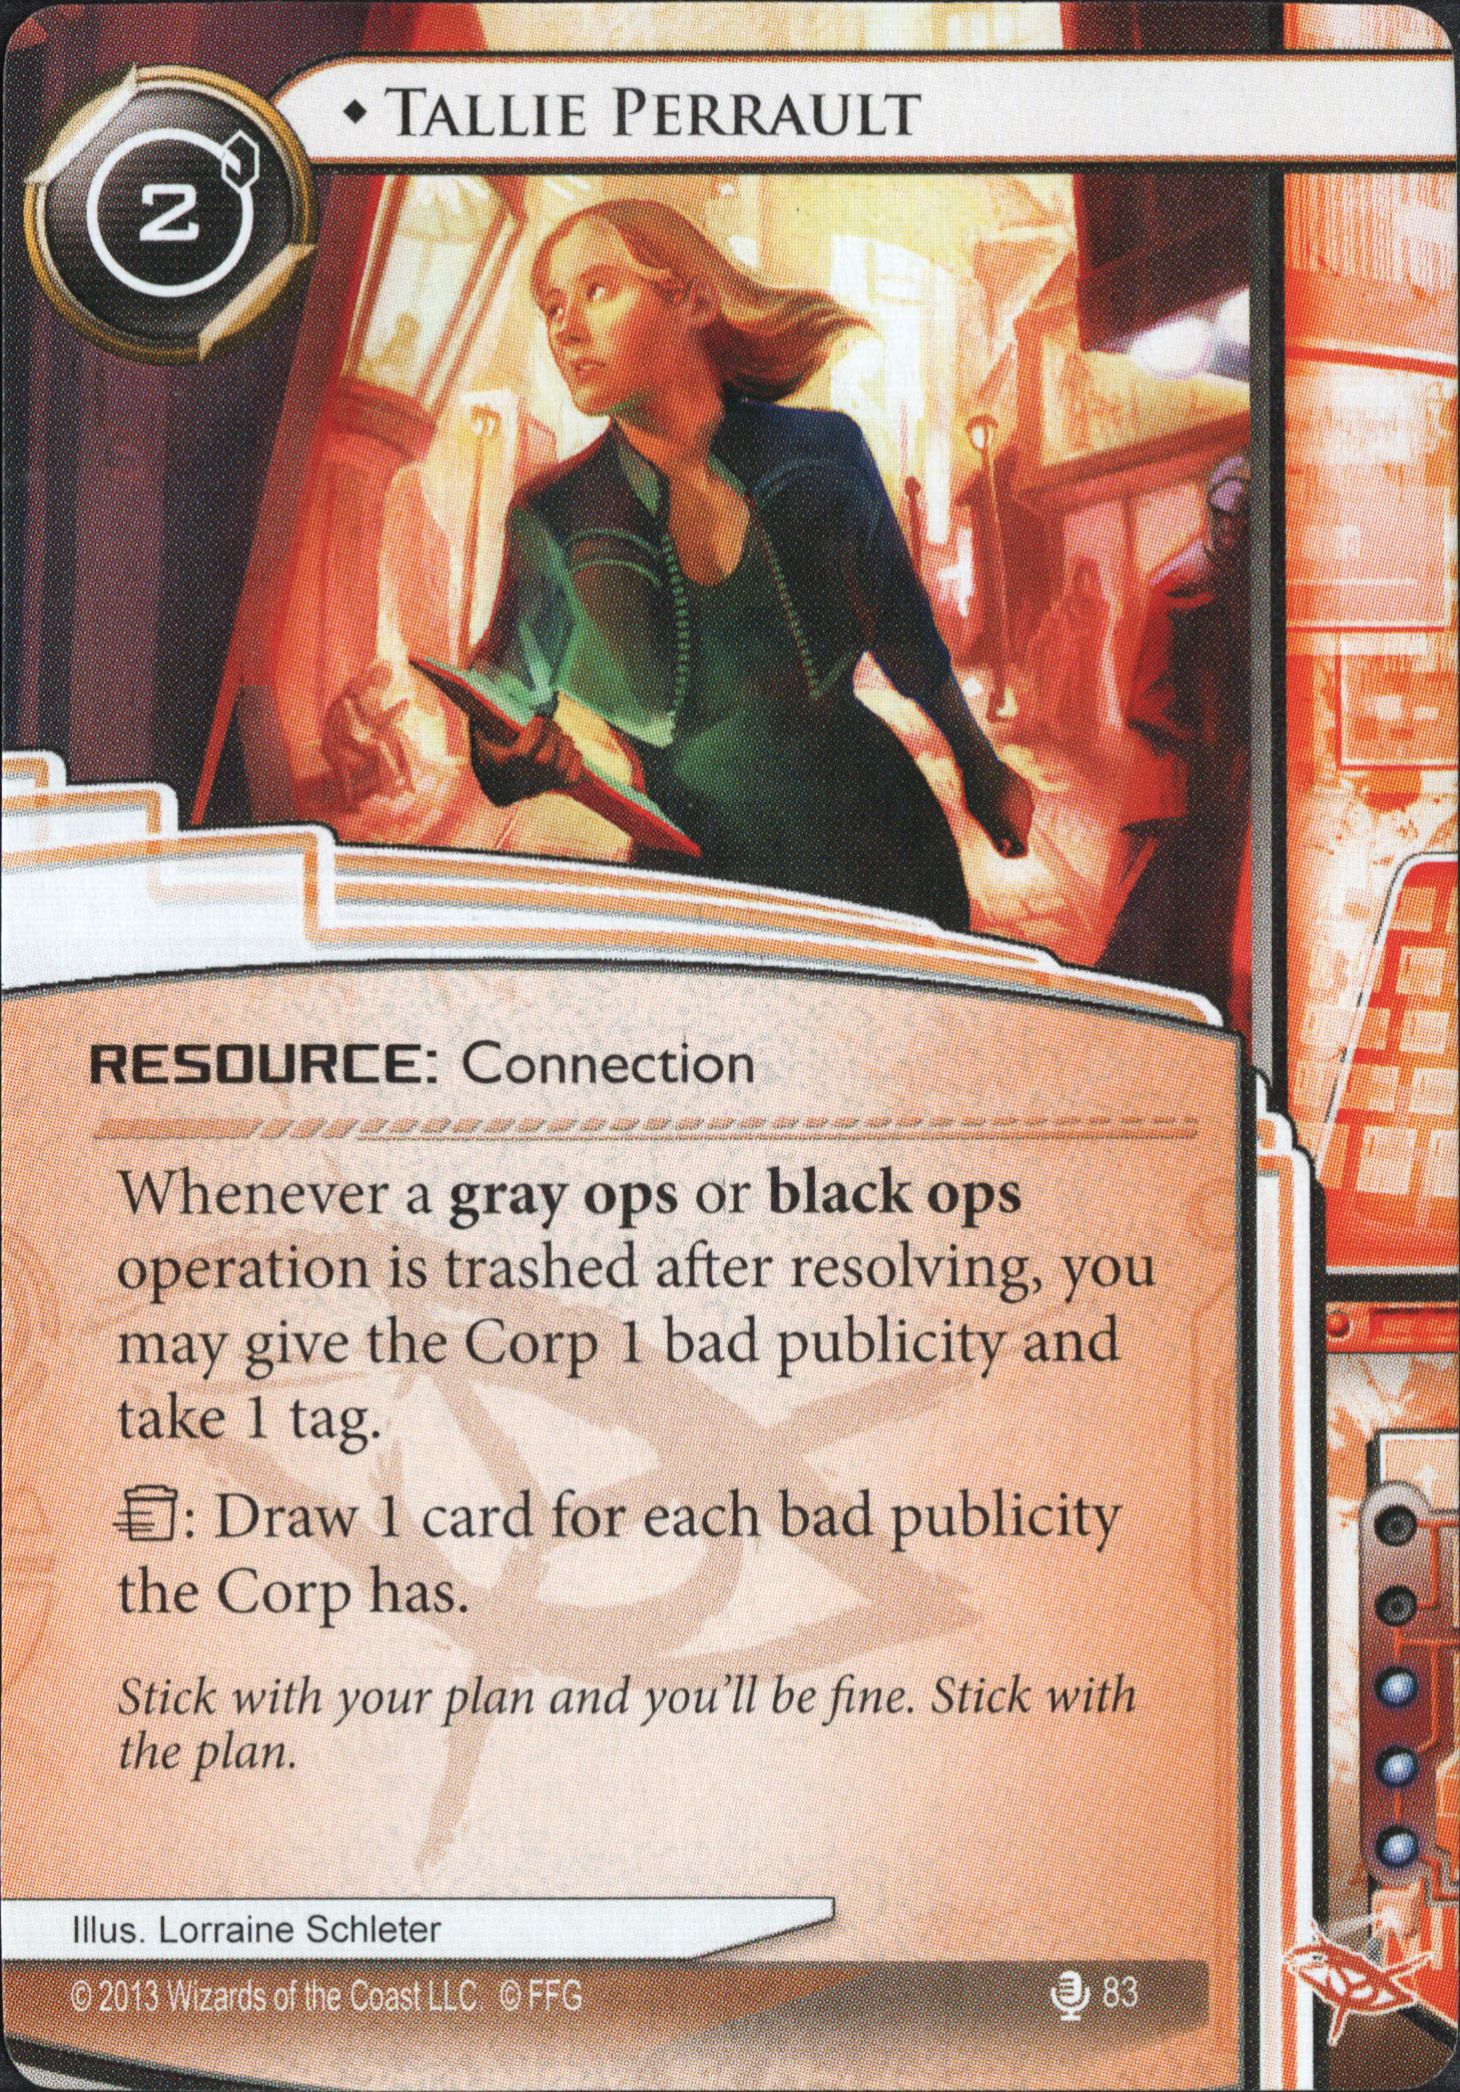 2
♦ TALLIE PERRAULT
RESOURCE: Connection
Whenever a gray ops or black ops
operation is trashed after resolving, you
may give the Corp 1 bad publicity and
take 1 tag.
: Draw 1 card for each bad publicity
the Corp has.
Stick with your plan and you'll be fine. Stick with
the plan.
Illus. Lorraine Schleter
© 2013 Wizards of the Coast LLC. © FFG
83